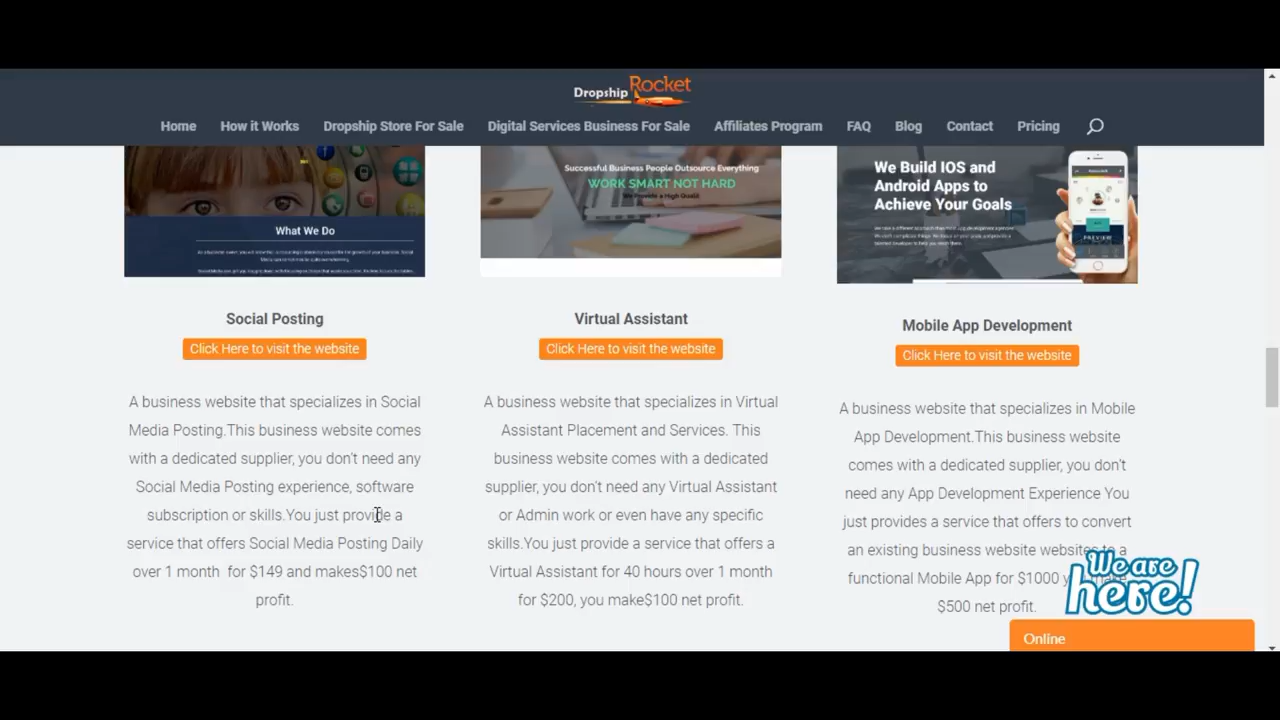 Dropship Rocket
Home How it Works Dropship Store For Sale Digital Services Business For Sale Affiliates Program FAQ Blog Contact Pricing
What We Do
Successful Business People Outsource Everything
WORK SMART NOT HARD
We Provide a High Quality
We Build IOS and
Android Apps to
Achieve Your Goals
Social Posting
Click Here to visit the website
A business website that specializes in Social
Media Posting.This business website comes
with a dedicated supplier, you don't need any
Social Media Posting experience, software
subscription or skills.You just provide a
service that offers Social Media Posting Daily
over 1 month for $149 and makes$100 net
profit.
Virtual Assistant
Click Here to visit the website
A business website that specializes in Virtual
Assistant Placement and Services. This
business website comes with a dedicated
supplier, you don't need any Virtual Assistant
or Admin work or even have any specific
skills.You just provide a service that offers a
Virtual Assistant for 40 hours over 1 month
for $200, you make$100 net profit.
Mobile App Development
Click Here to visit the website
A business website that specializes in Mobile
App Development.This business website
comes with a dedicated supplier, you don't
need any App Development Experience You
just provides a service that offers to convert
an existing business website websites to a
functional Mobile App for $1000 you make
$500 net profit.
We are
here!
Online